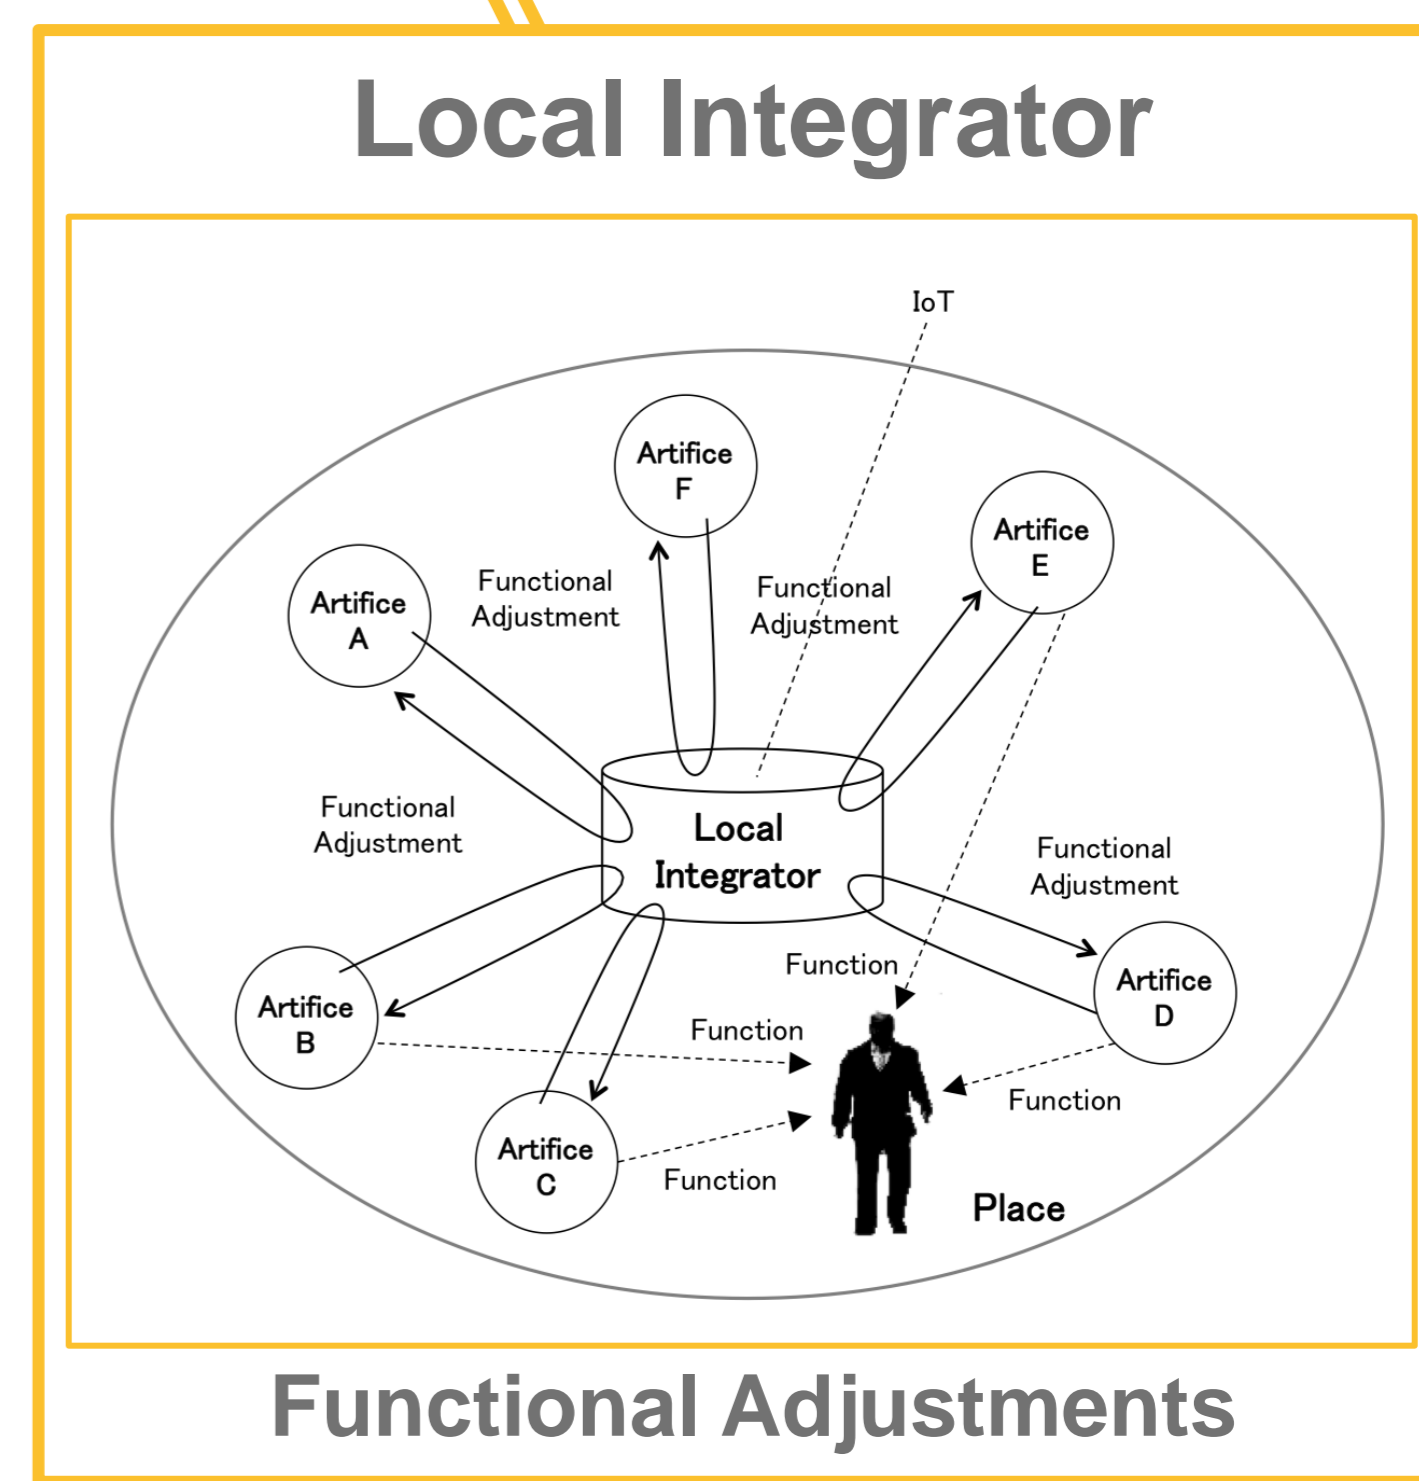 Local Integrator
IoT
Artifice
F
Artifice
E
Functional
Adjustment
Functional
Adjustment
Artifice
A
Functional
Adjustment
Local
Integrator
Functional
Adjustment
Function
Artifice
D
Artifice
B
Function
Function
Artifice
C
Function
Place
Functional Adjustments